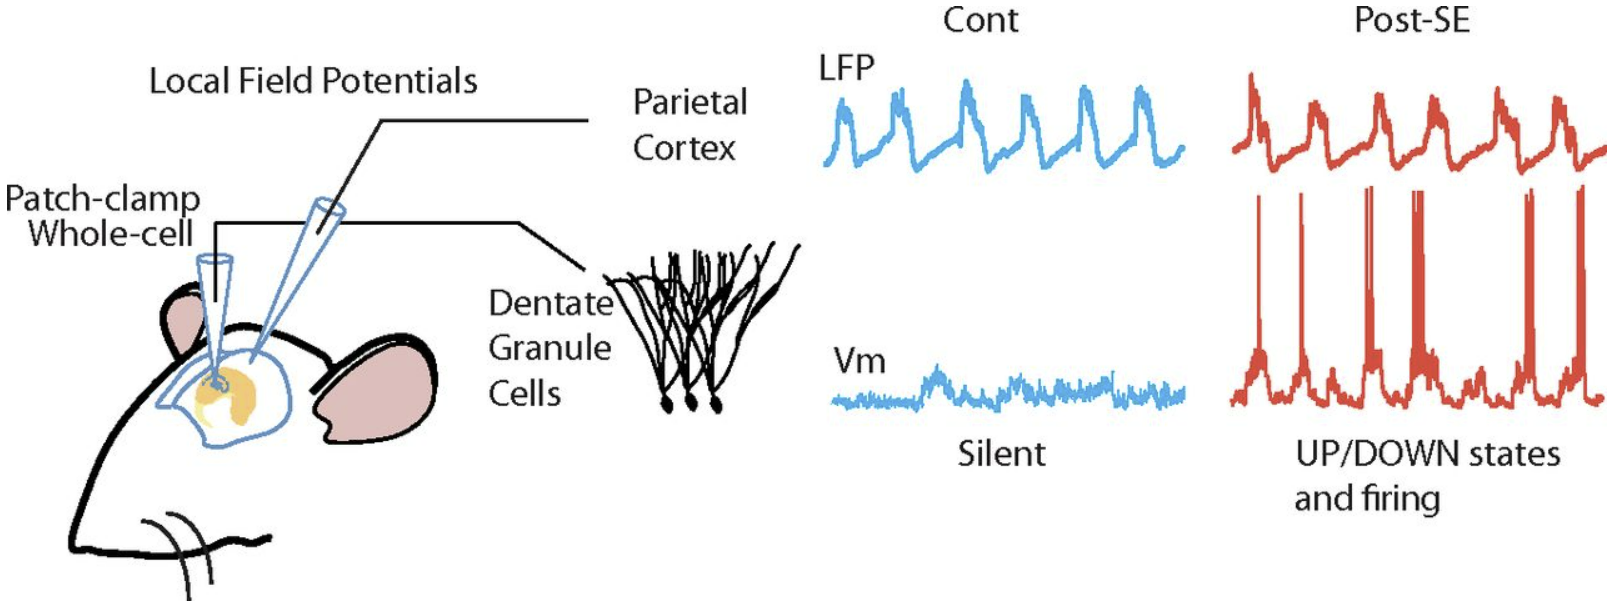 Local Field Potentials
Patch-clamp
Whole-cell
Parietal
Cortex
Dentate
Granule
Cells
Cont
Post-SE
LFP
Vm
Silent
UP/DOWN states
and firing